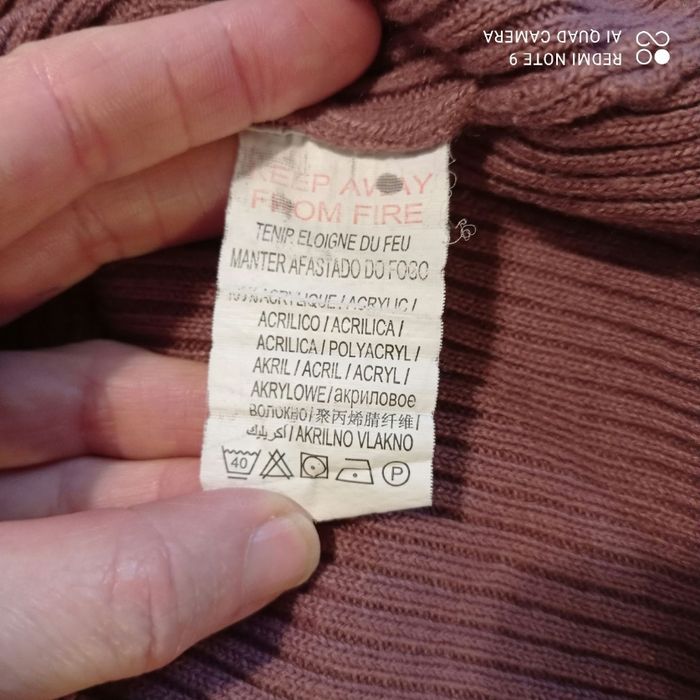 KEEP AWAY
FROM FIRE
TENIR ELOIGNE DU FEU
MANTER AFASTADO DO FOGO
100% ACRYLIQUE / ACRYLIC /
ACRILICO / ACRILICA /
ACRILICA / POLYACRYL /
AKRIL / ACRIL / ACRYL /
AKRYLOWE / акриловое
волокно / 聚丙烯腈纤维 /
أكريليك / AKRILNO VLAKNO
40 P
REDMI NOTE 9
AI QUAD CAMERA